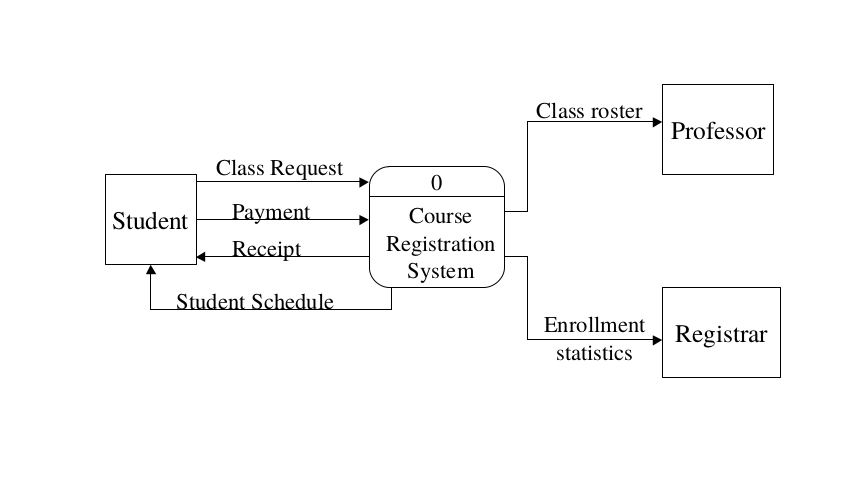 Class roster
Professor
Class Request
0
Student
Payment
Course
Registration
System
Receipt
Student Schedule
Enrollment
statistics
Registrar